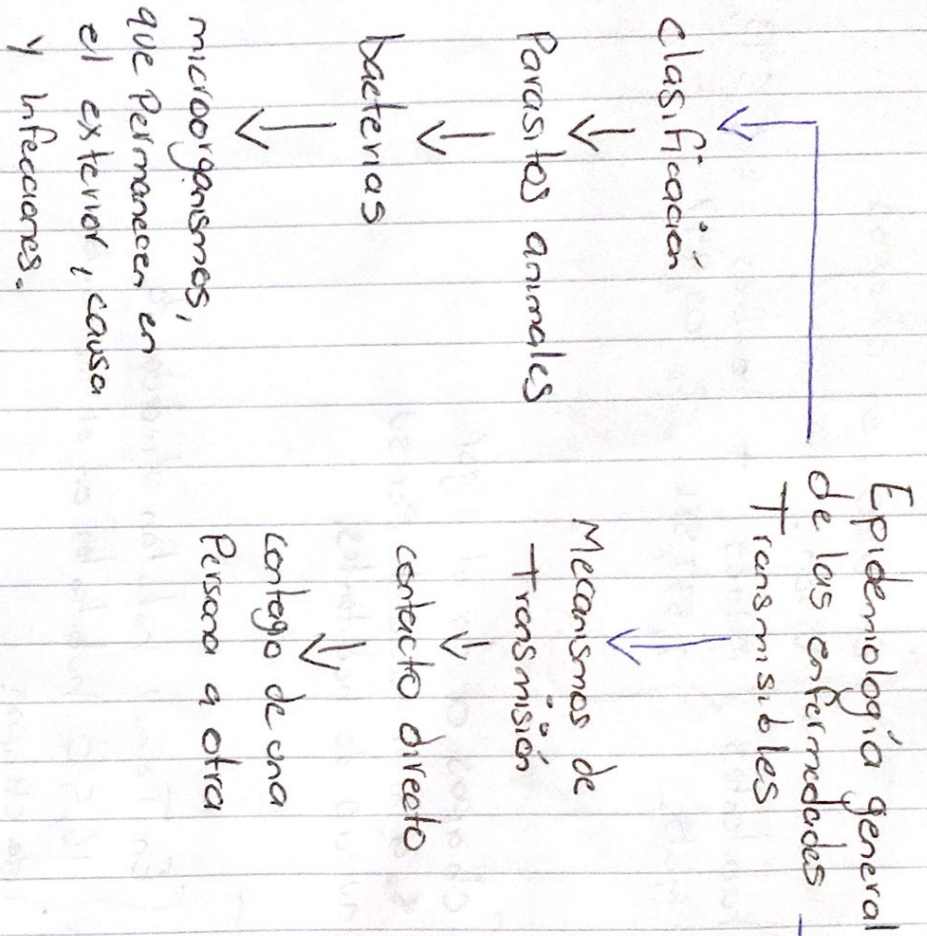 Epidemiología general
de las enfermedades
Transmisibles
clasificación
Parasitos animales
bacterias
microorganismos,
que Permanecen en
el exterior, causa
y infecciones.
Mecanismos de
Transmisión
contacto directo
contagio de una
Persona a otra